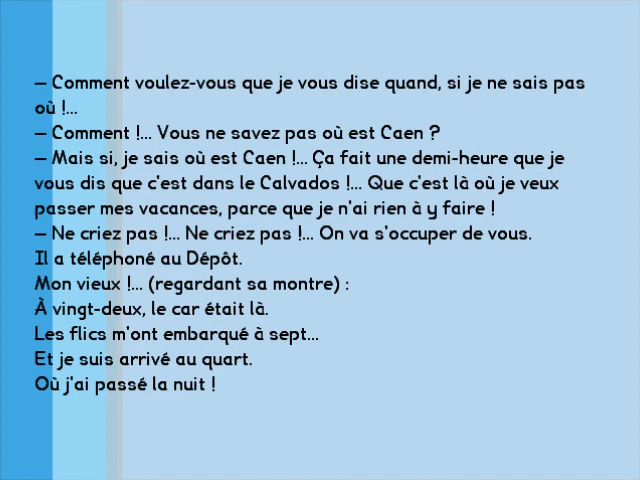 – Comment voulez-vous que je vous dise quand, si je ne sais pas
où !...
– Comment !... Vous ne savez pas où est Caen ?
– Mais si, je sais où est Caen !... Ça fait une demi-heure que je
vous dis que c'est dans le Calvados !... Que c'est là où je veux
passer mes vacances, parce que je n'ai rien à y faire !
– Ne criez pas !... Ne criez pas !... On va s'occuper de vous.
Il a téléphoné au Dépôt.
Mon vieux !... (regardant sa montre) :
À vingt-deux, le car était là.
Les flics m'ont embarqué à sept...
Et je suis arrivé au quart.
Où j'ai passé la nuit !